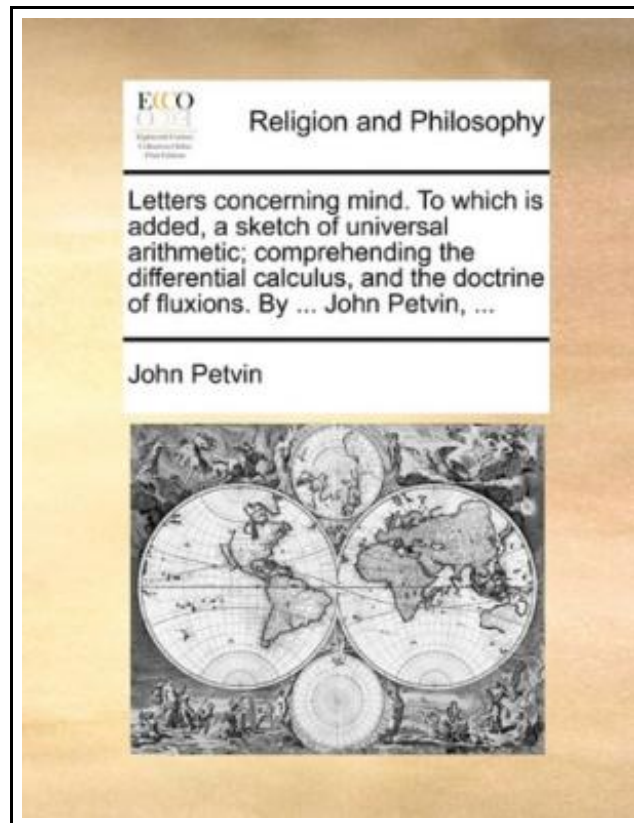 ECCO
Religion and Philosophy
Letters concerning mind. To which is
added, a sketch of universal
arithmetic; comprehending the
differential calculus, and the doctrine
of fluxions. By ... John Petvin, ...
John Petvin